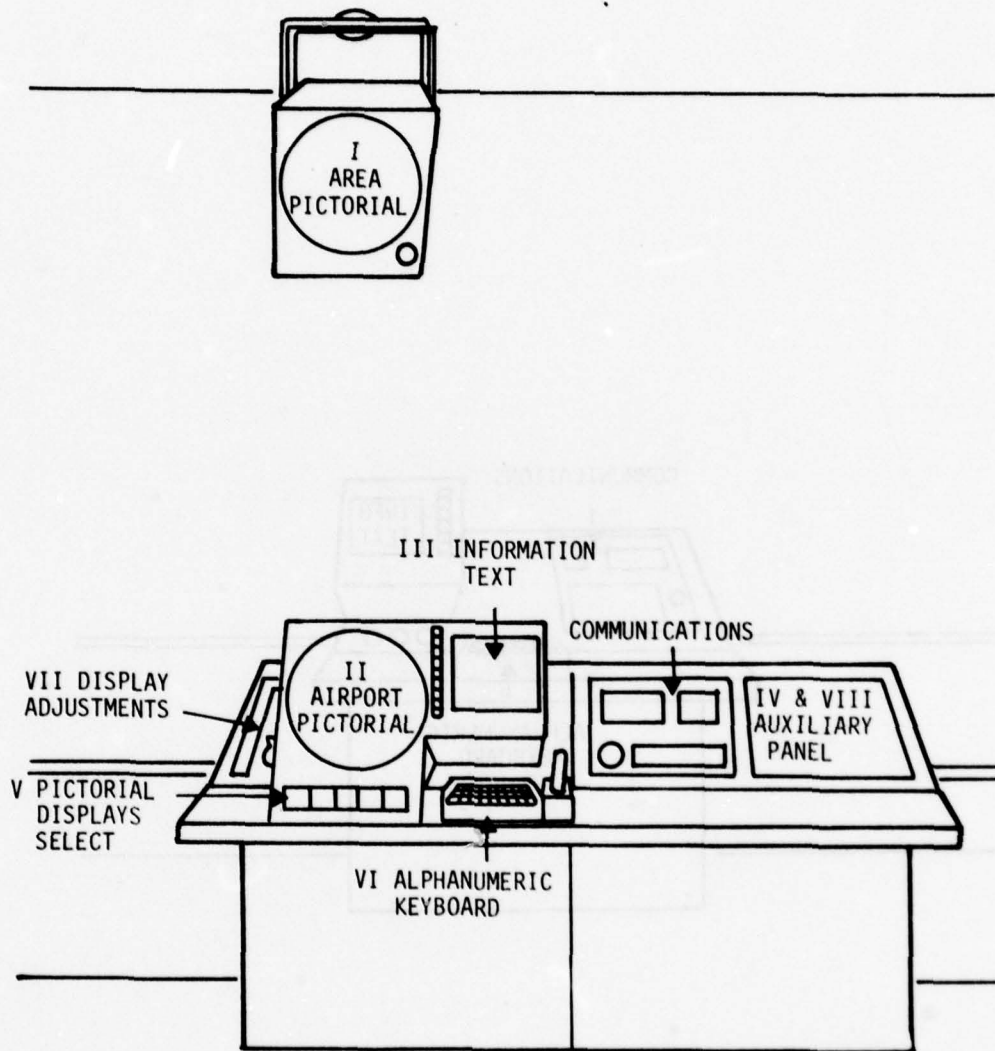 I
AREA
PICTORIAL
III INFORMATION
TEXT
COMMUNICATIONS
VII DISPLAY
ADJUSTMENTS
II
AIRPORT
PICTORIAL
IV & VIII
AUXILIARY
PANEL
V PICTORIAL
DISPLAYS
SELECT
VI ALPHANUMERIC
KEYBOARD